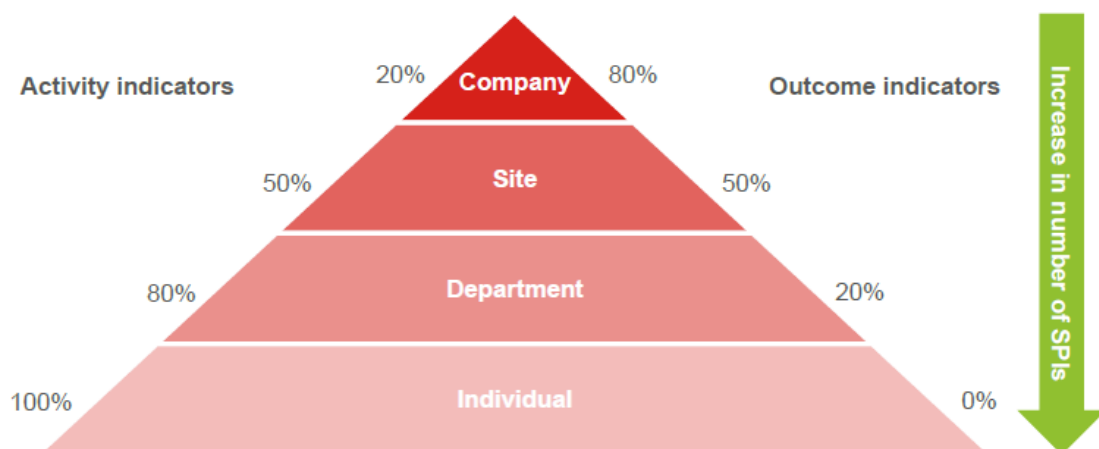 20%
Company
80%
Activity indicators
Outcome indicators
50%
Site
50%
80%
Department
20%
100%
Individual
0%
Increase in number of SPIs